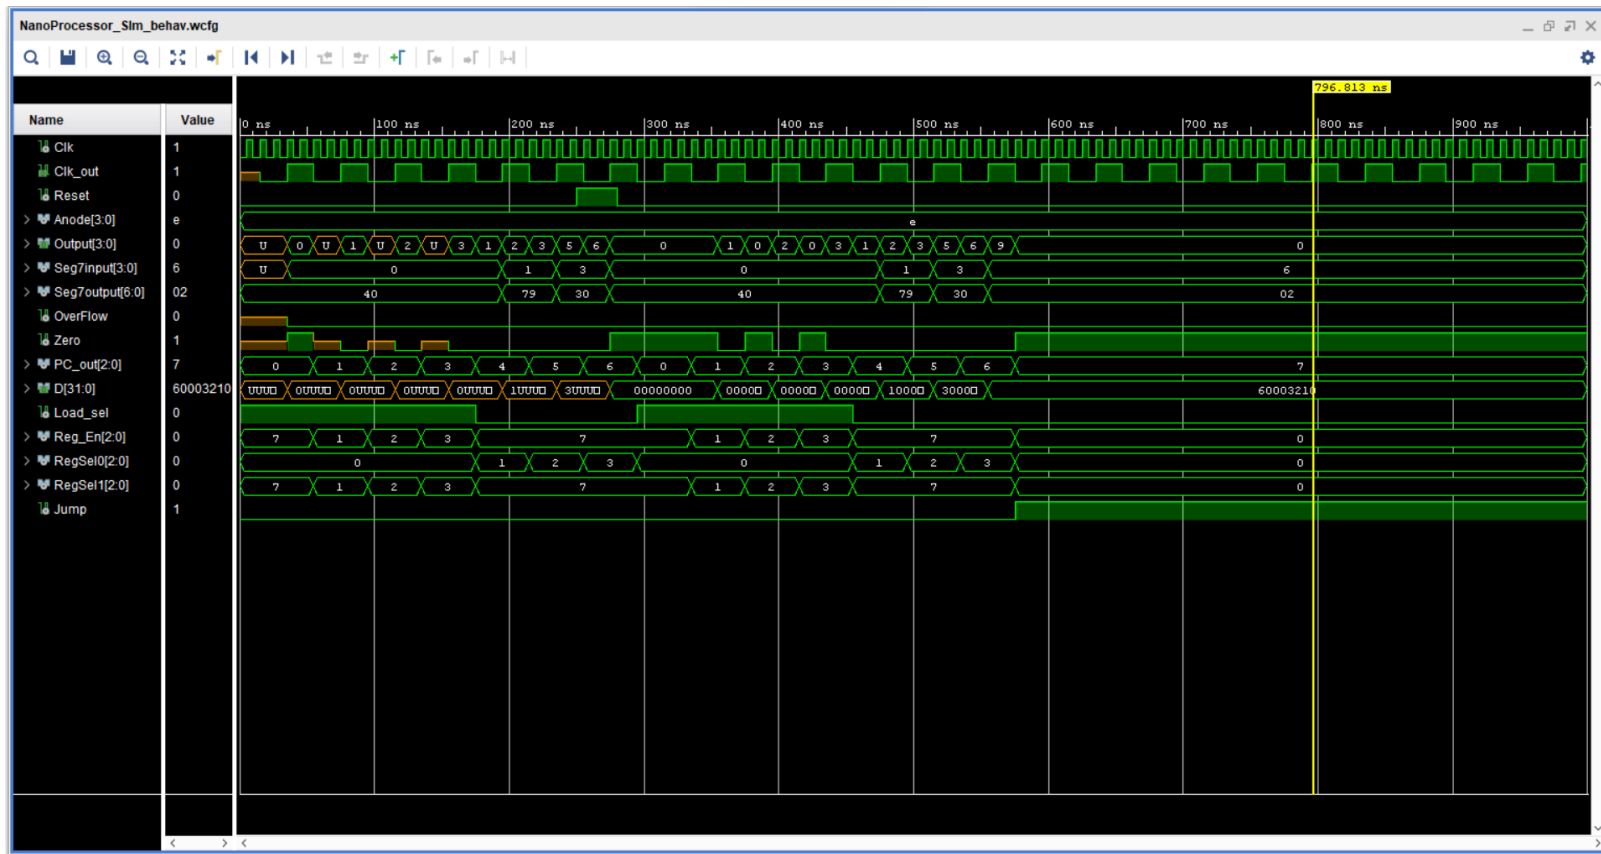 NanoProcessor_SIm_behav.wcfg
796.813 ns
Name Value 0 ns 100 ns 200 ns 300 ns 400 ns 500 ns 600 ns 700 ns 800 ns 900 ns
Clk 1
Clk_out 1
Reset 0
Anode[3:0] e e
Output[3:0] 0 U 0 U 1 U 2 U 3 1 2 3 5 6 0 1 0 2 0 3 1 2 3 5 6 9 0
Seg7input[3:0] 6 U 0 1 3 0 1 3 6
Seg7output[6:0] 02 40 79 30 40 79 30 02
OverFlow 0
Zero 1
PC_out[2:0] 7 0 1 2 3 4 5 6 0 1 2 3 4 5 6 7
D[31:0] 60003210 UUUU 0UUU 0UUU 0UUU 0UUU 1UUU 3UUU 00000000 0000 0000 0000 1000 3000 60003210
Load_sel 0
Reg_En[2:0] 0 7 1 2 3 7 1 2 3 7 0
RegSel0[2:0] 0 0 1 2 3 0 1 2 3 0
RegSel1[2:0] 0 7 1 2 3 7 1 2 3 7 0
Jump 1